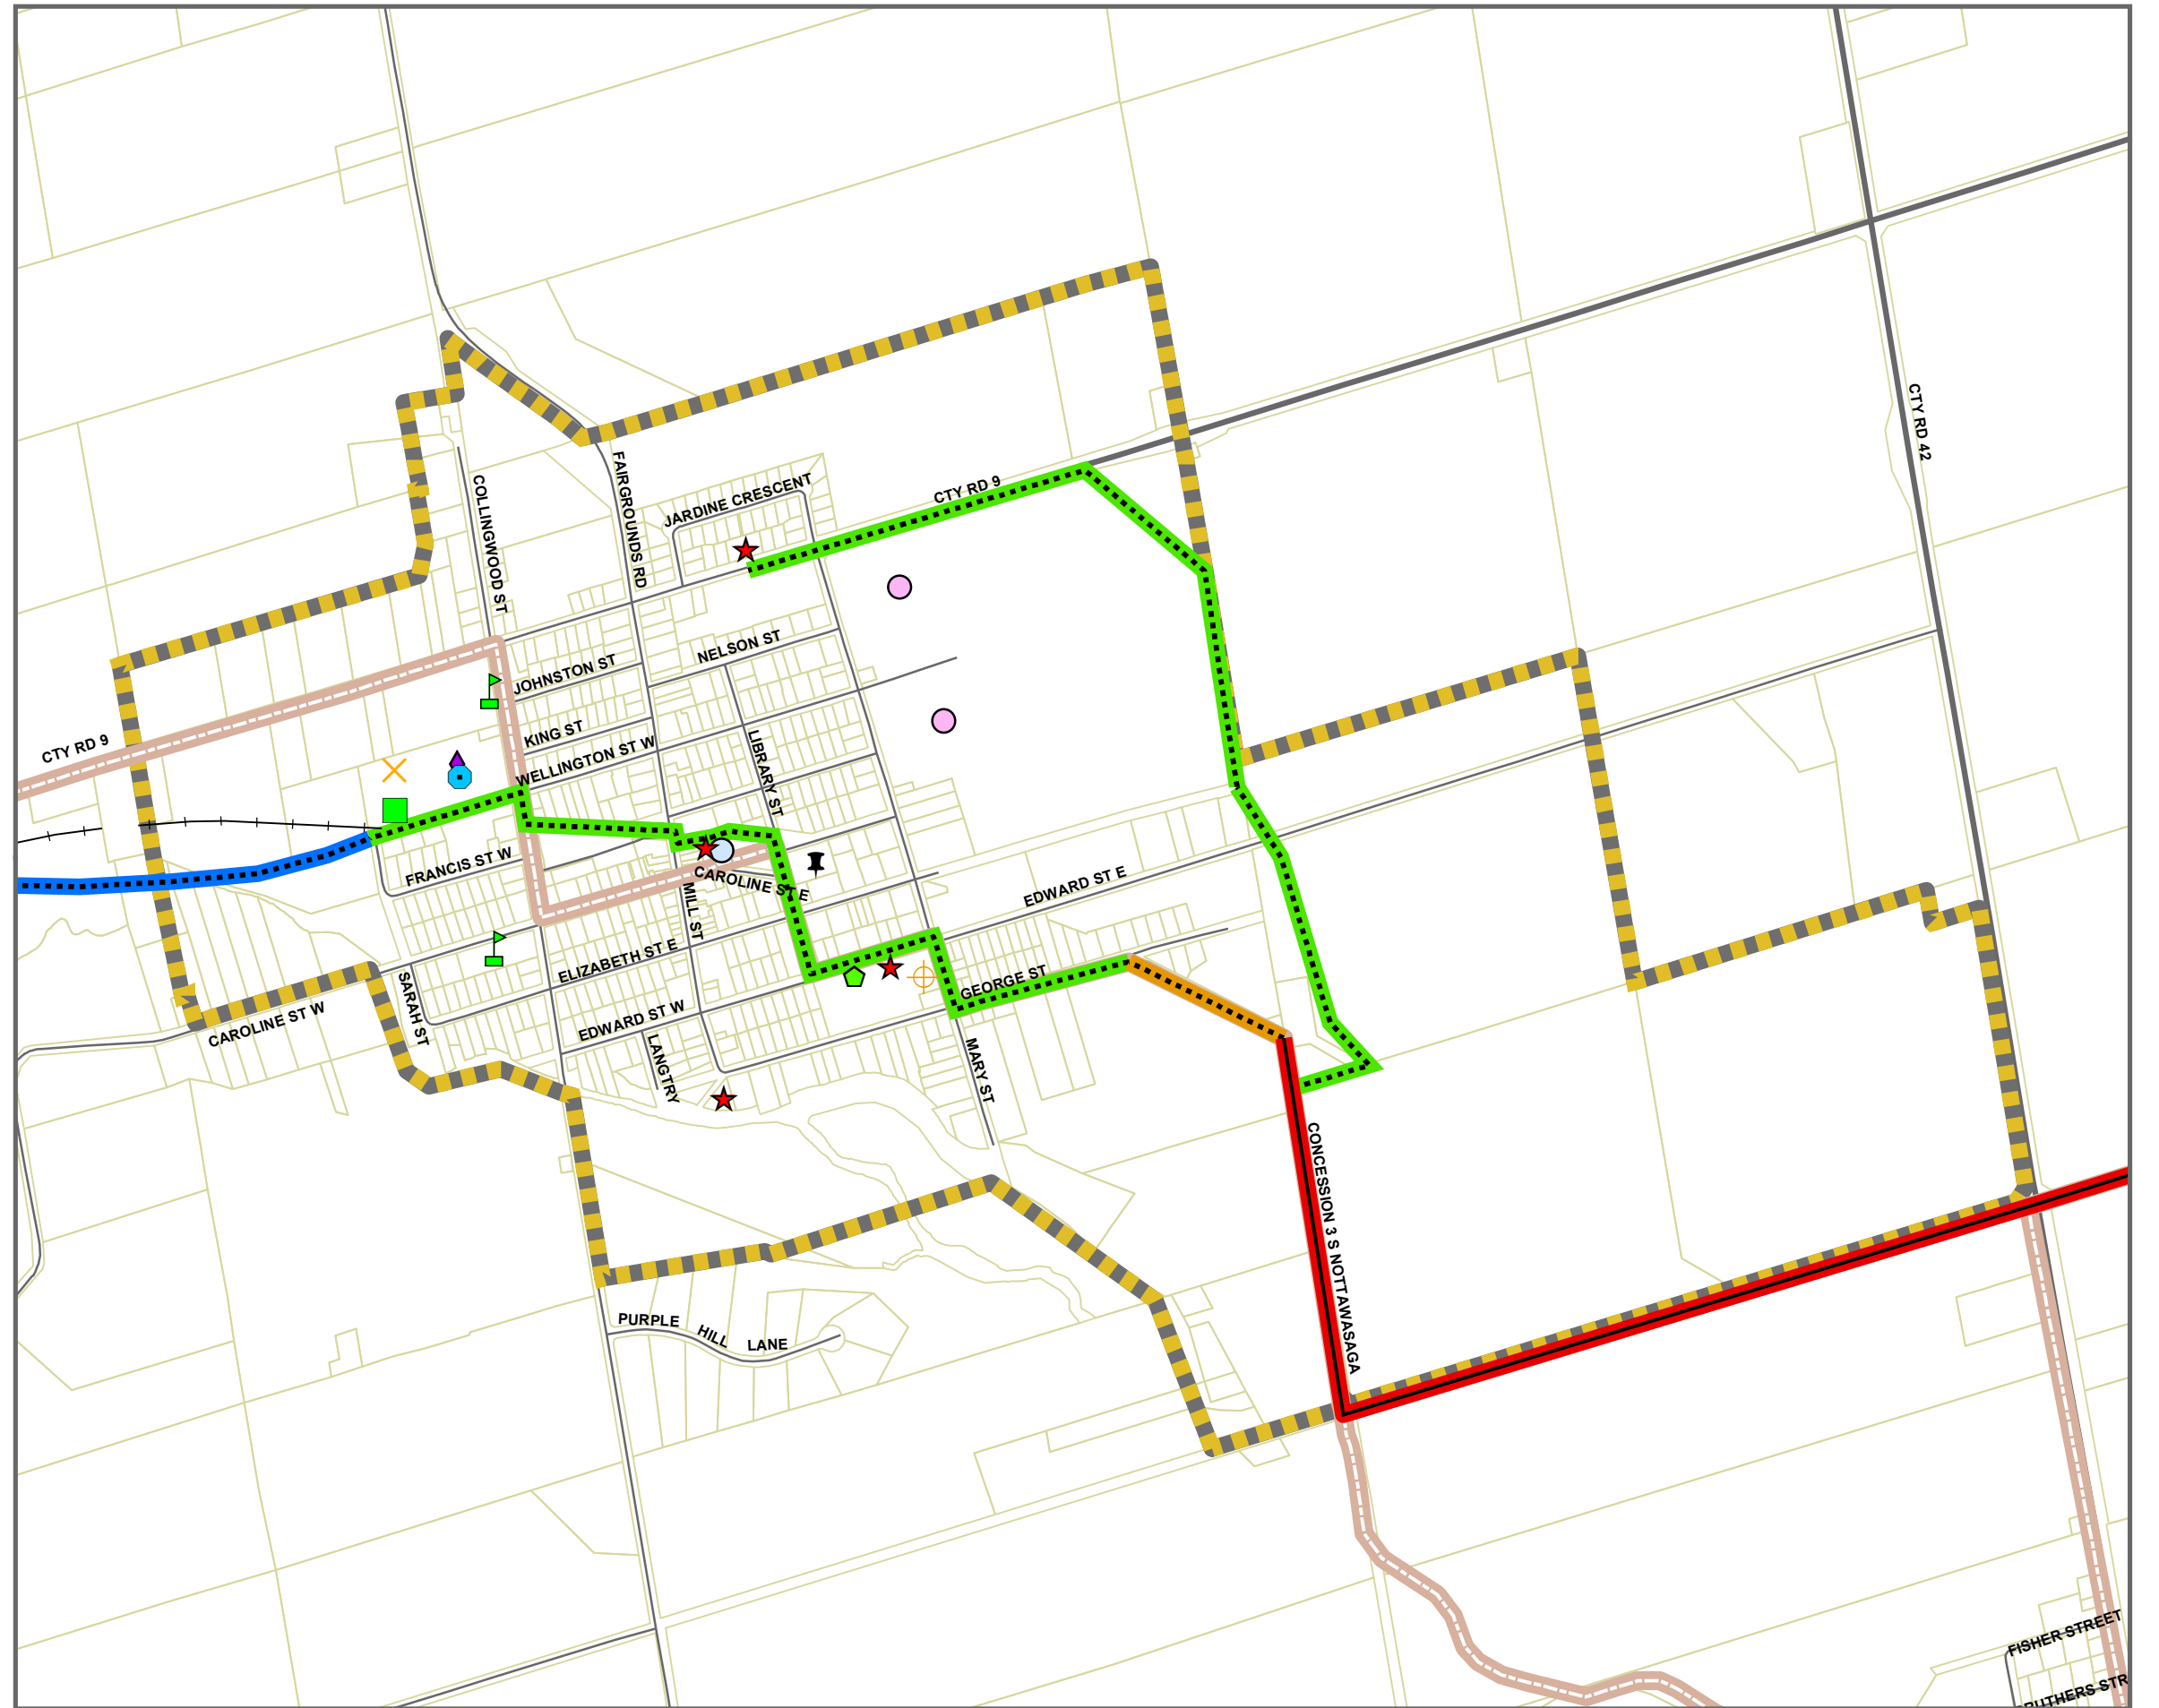 CTY RD 42
COLLINGWOOD ST
FAIRGROUNDS RD
JARDINE CRESCENT
CTY RD 9
NELSON ST
JOHNSTON ST
KING ST
WELLINGTON ST W
CTY RD 9
LIBRARY ST
FRANCIS ST W
CAROLINE ST E
EDWARD ST E
MILL ST
ELIZABETH ST E
GEORGE ST
SARAH ST
CAROLINE ST W
EDWARD ST W
LANGTRY
MARY ST
CONCESSION 3 S NOTTAWASAGA
PURPLE HILL LANE
FISHER STREET
RUTHERS STR